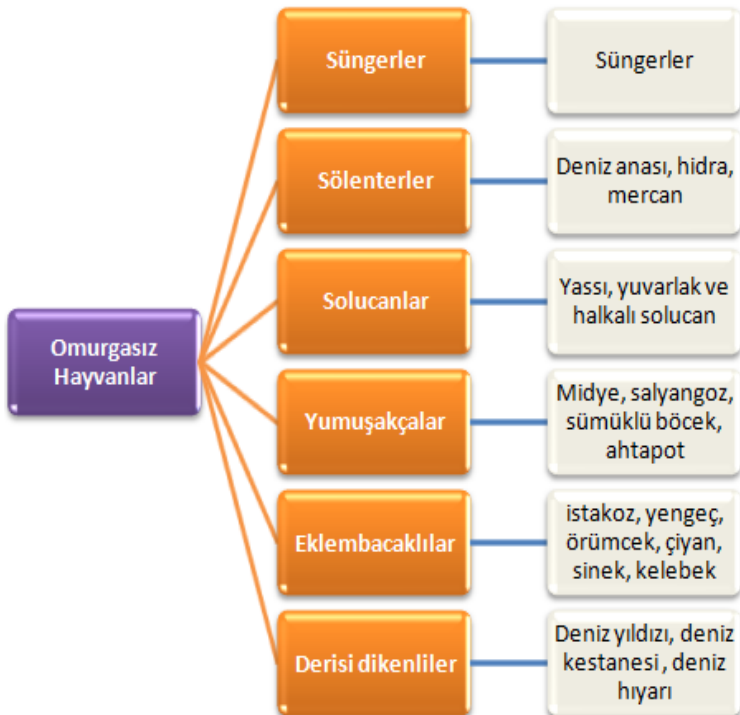 Omurgasız
Hayvanlar
Süngerler
Süngerler
Sölenterler
Deniz anası, hidra,
mercan
Solucanlar
Yassı, yuvarlak ve
halkalı solucan
Yumuşakçalar
Midye, salyangoz,
sümüklü böcek,
ahtapot
Eklembacaklılar
istakoz, yengeç,
örümcek, çiyan,
sinek, kelebek
Derisi dikenliler
Deniz yıldızı, deniz
kestanesi , deniz
hıyarı